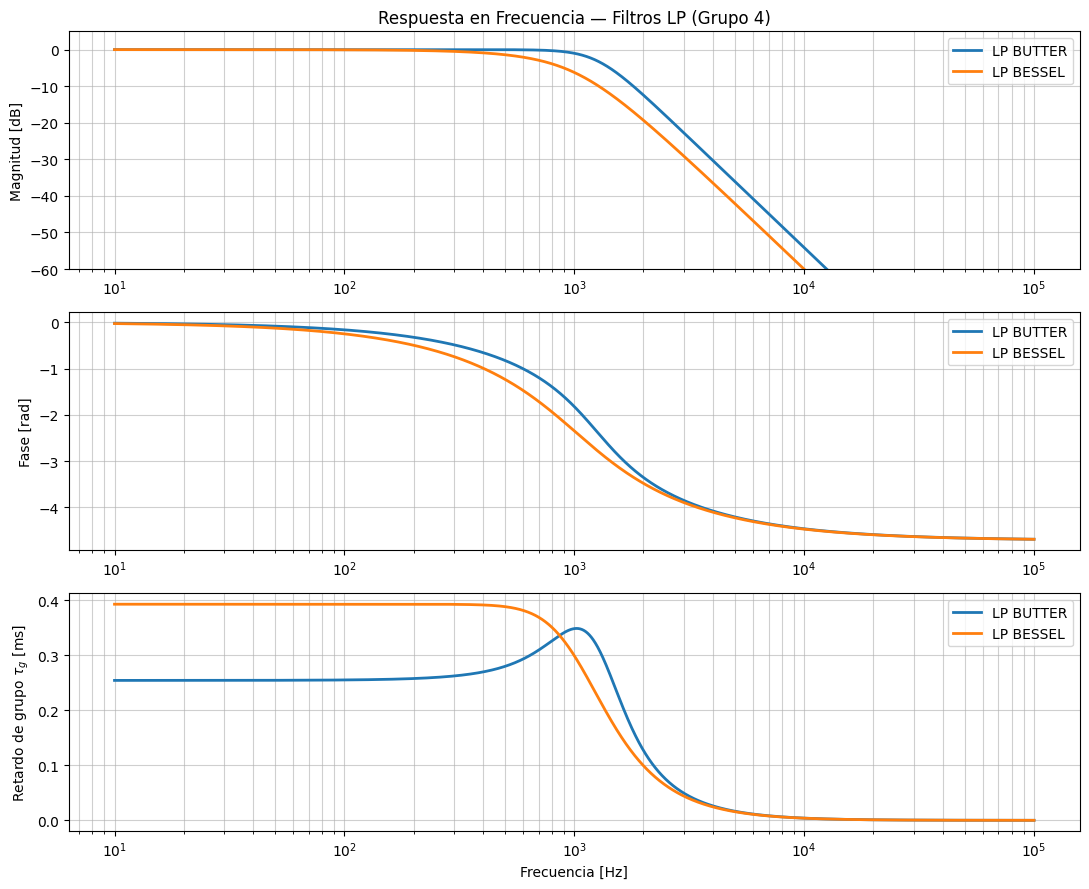 Respuesta en Frecuencia — Filtros LP (Grupo 4)
Magnitud [dB]
0
−10
−20
−30
−40
−50
−60
LP BUTTER
LP BESSEL
10¹ 10² 10³ 10⁴ 10⁵
Fase [rad]
0
−1
−2
−3
−4
LP BUTTER
LP BESSEL
10¹ 10² 10³ 10⁴ 10⁵
Retardo de grupo τg [ms]
0.4
0.3
0.2
0.1
0.0
LP BUTTER
LP BESSEL
10¹ 10² 10³ 10⁴ 10⁵
Frecuencia [Hz]